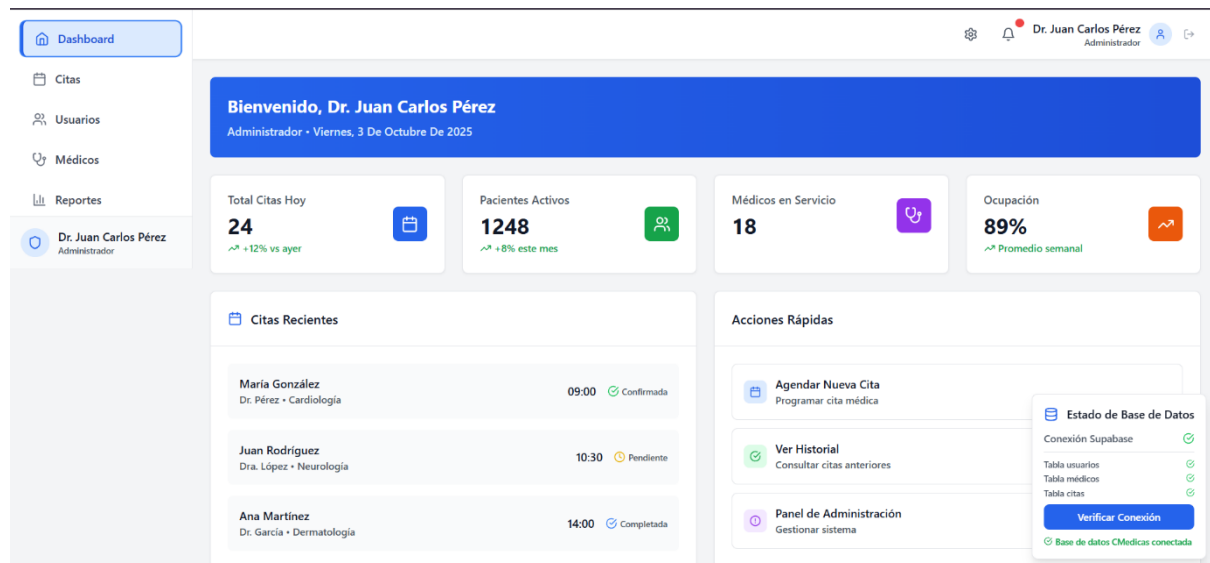 Dashboard
Citas
Usuarios
Médicos
Reportes
Dr. Juan Carlos Pérez
Administrador
Dr. Juan Carlos Pérez
Administrador
Bienvenido, Dr. Juan Carlos Pérez
Administrador • Viernes, 3 De Octubre De 2025
Total Citas Hoy
24
+12% vs ayer
Pacientes Activos
1248
+8% este mes
Médicos en Servicio
18
Ocupación
89%
Promedio semanal
Citas Recientes
María González
Dr. Pérez • Cardiología
09:00 Confirmada
Juan Rodríguez
Dra. López • Neurología
10:30 Pendiente
Ana Martínez
Dr. García • Dermatología
14:00 Completada
Acciones Rápidas
Agendar Nueva Cita
Programar cita médica
Ver Historial
Consultar citas anteriores
Panel de Administración
Gestionar sistema
Estado de Base de Datos
Conexión Supabase
Tabla usuarios
Tabla médicos
Tabla citas
Verificar Conexión
Base de datos CMedicas conectada